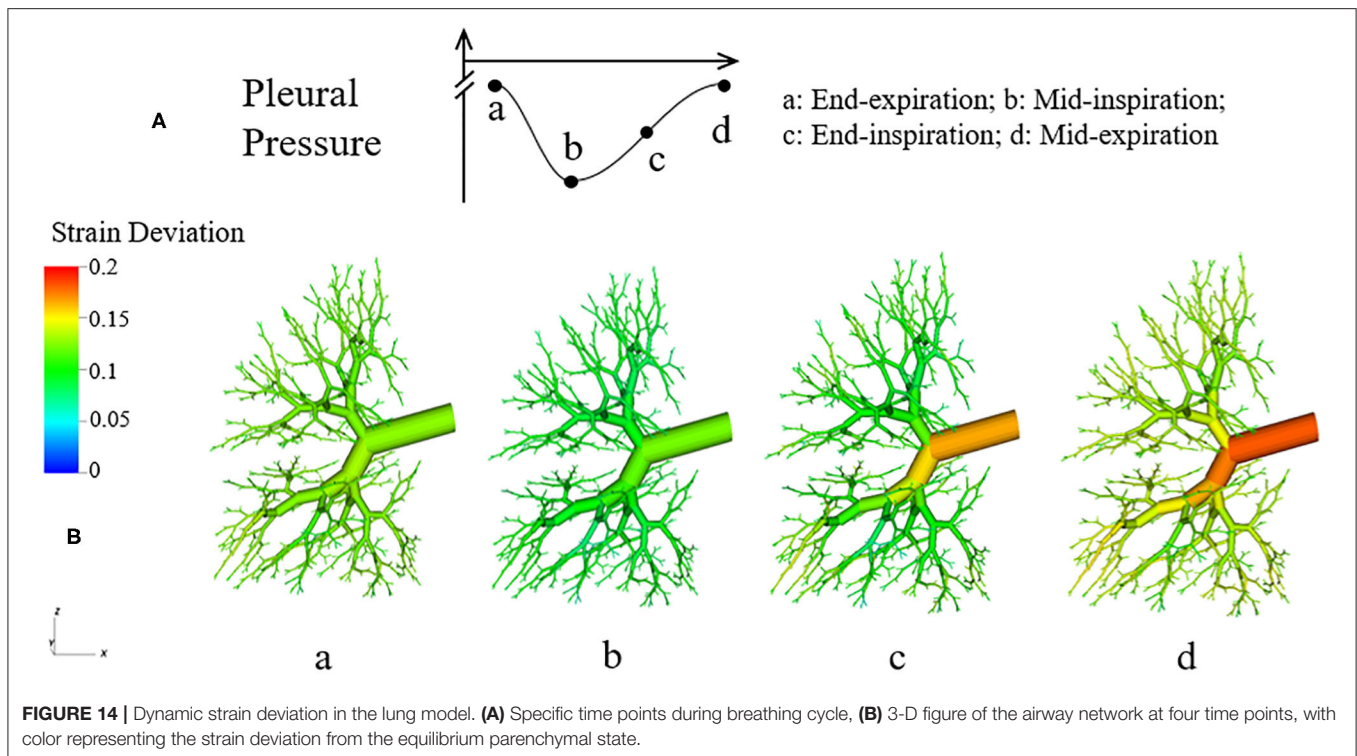 Pleural
Pressure
A
a
b
c
d
a: End-expiration; b: Mid-inspiration;
c: End-inspiration; d: Mid-expiration
Strain Deviation
0.2
0.15
0.1
0.05
0
B
z
Y
x
a
b
c
d
FIGURE 14 | Dynamic strain deviation in the lung model. (A) Specific time points during breathing cycle, (B) 3-D figure of the airway network at four time points, with
color representing the strain deviation from the equilibrium parenchymal state.